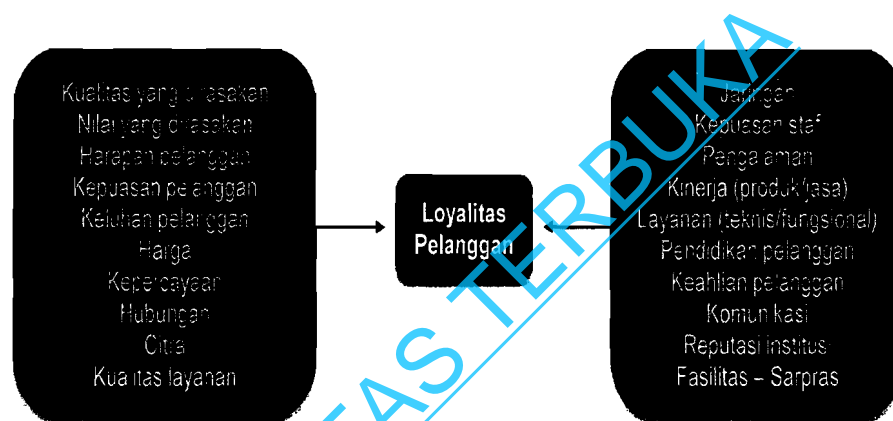 Kualitas yang dirasakan
Nilai yang dirasakan
Harapan pelanggan
Kepuasan pelanggan
Keluhan pelanggan
Harga
Kepercayaan
Hubungan
Citra
Kualitas layanan
Loyalitas
Pelanggan
Jaringan
Kepuasan staf
Pengalaman
Kinerja (produk/jasa)
Layanan (teknis/fungsional)
Pendidikan pelanggan
Keahlian pelanggan
Komunikasi
Reputasi institusi
Fasilitas – Sarpras
TAS TERBUKA